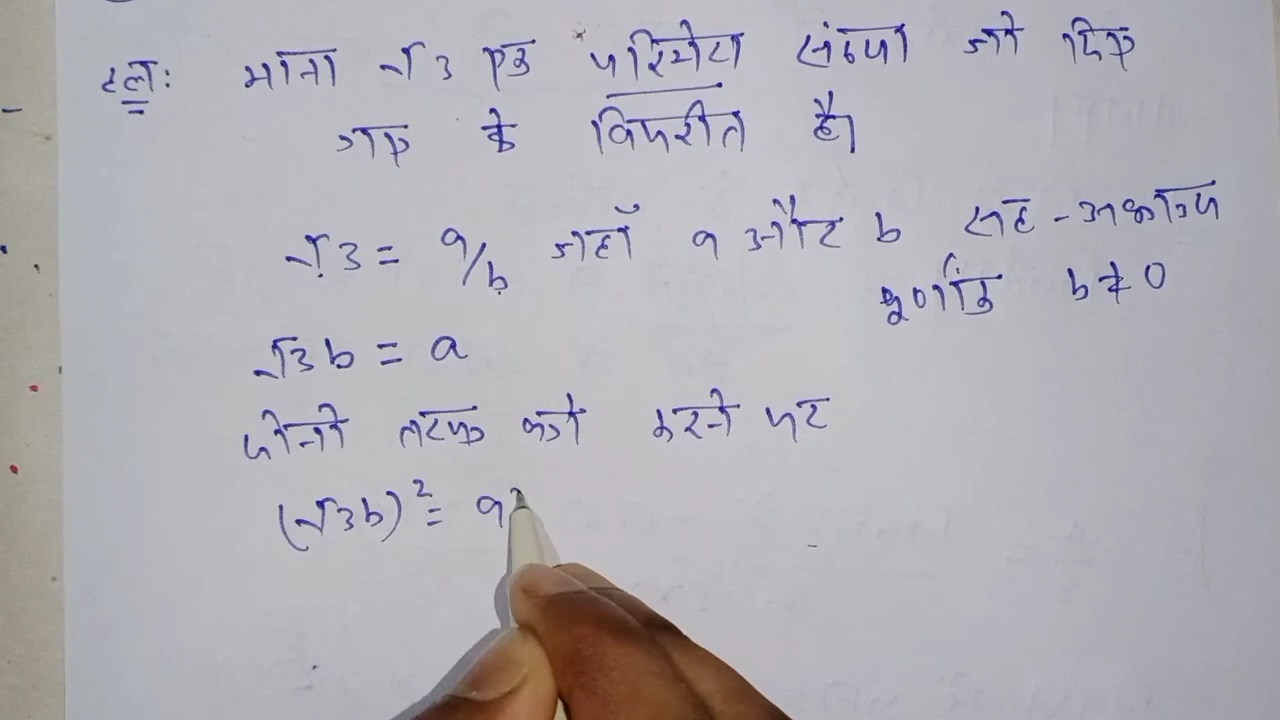 हलः माना √3 एक परिमेय संख्या जो दिए
गए के विपरीत है।
√3 = a/b जहाँ a और b सह-अभाज्य
पूर्णांक b ≠ 0
√3b = a
दोनो तरफ को करने पर
(√3b)² = a²